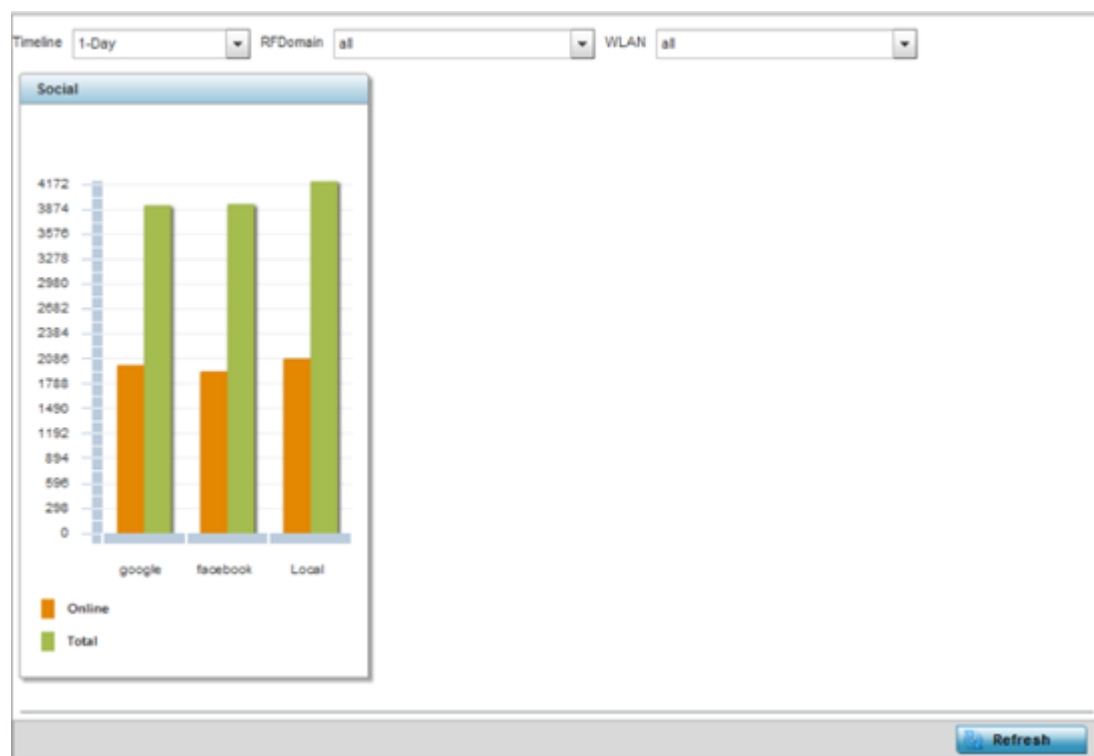 Timeline 1-Day RFDomain all WLAN all
Social
4172
3874
3576
3278
2980
2682
2384
2086
1788
1490
1192
894
596
298
0
google facebook Local
Online
Total
Refresh